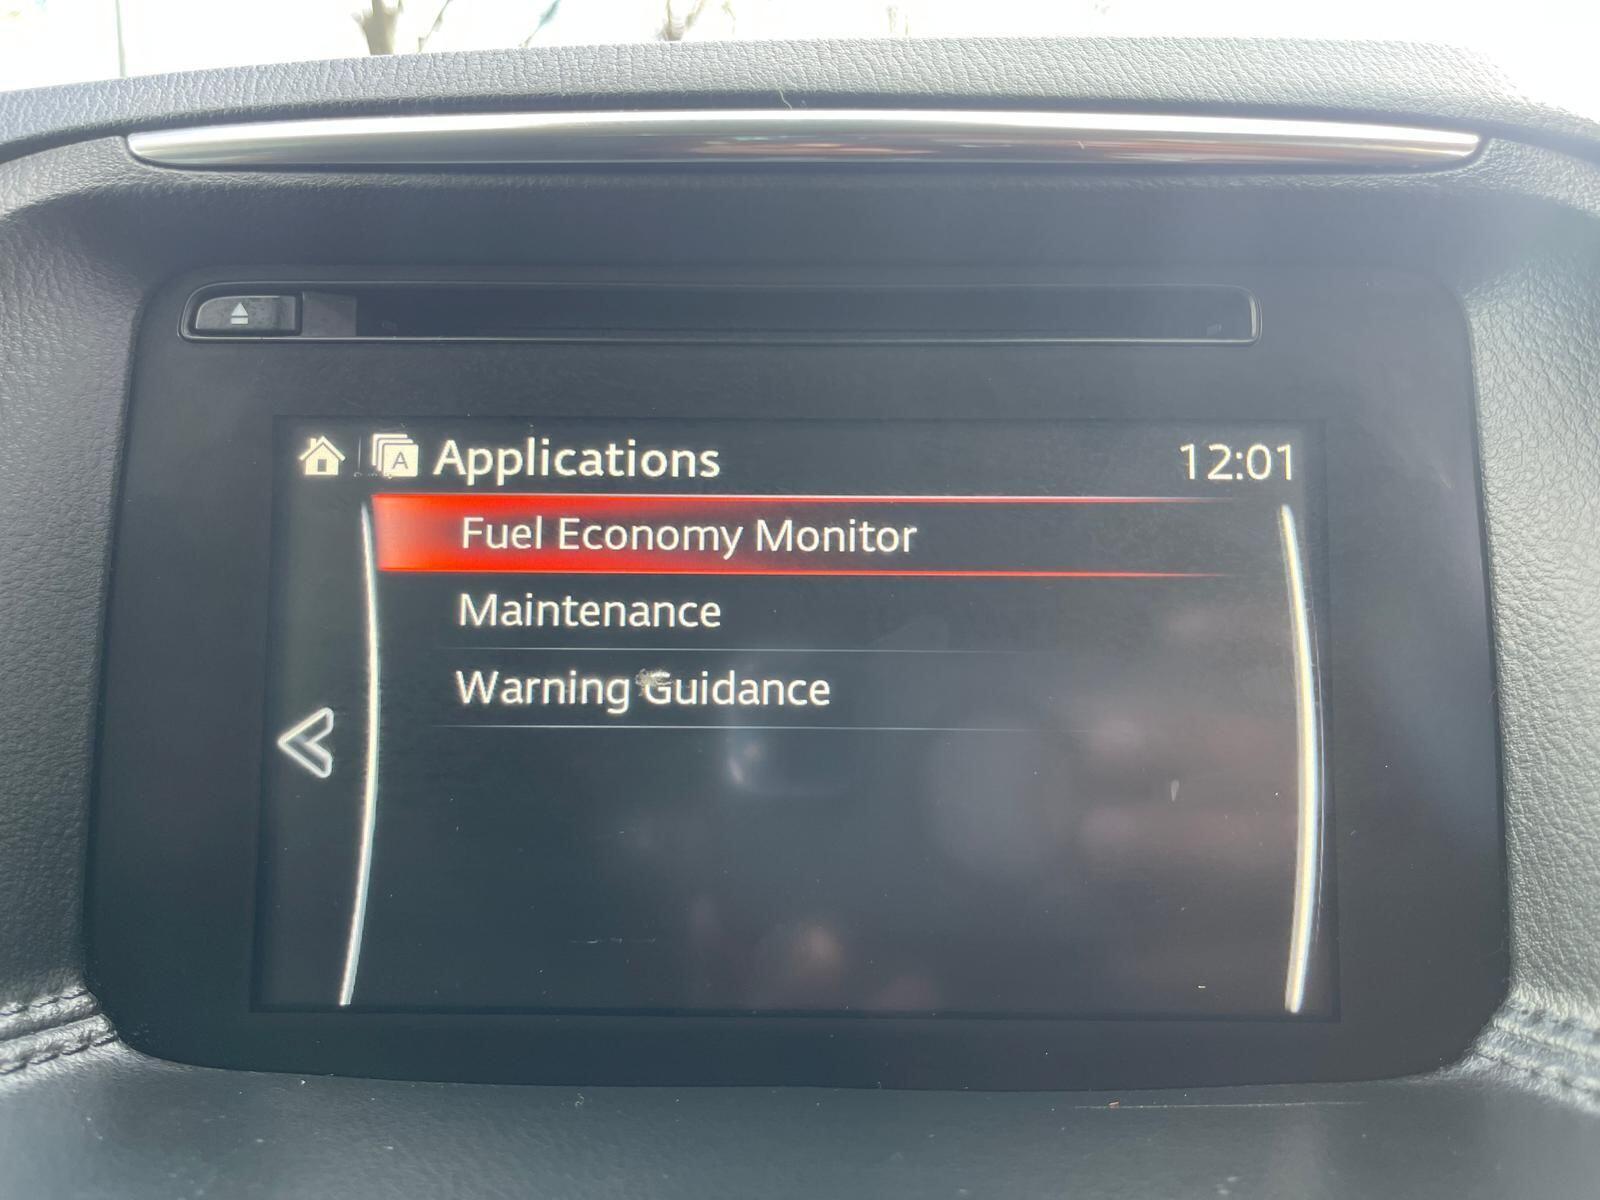 A Applications 12:01
Fuel Economy Monitor
Maintenance
Warning Guidance